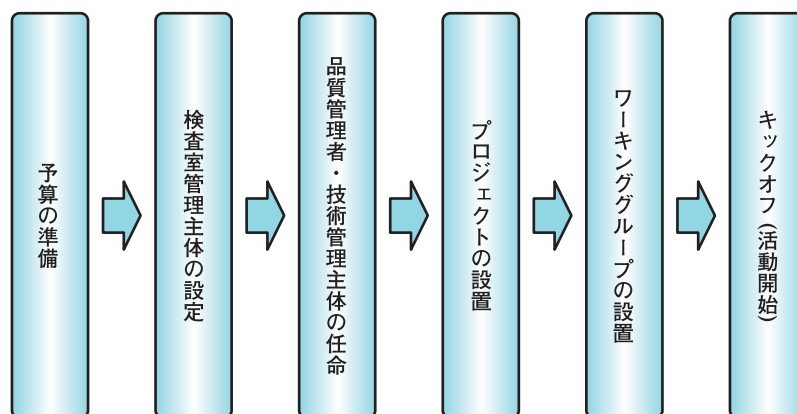 予算の準備
検査室管理主体の設定
品質管理者・技術管理主体の任命
プロジェクトの設置
ワーキンググループの設置
キックオフ(活動開始)